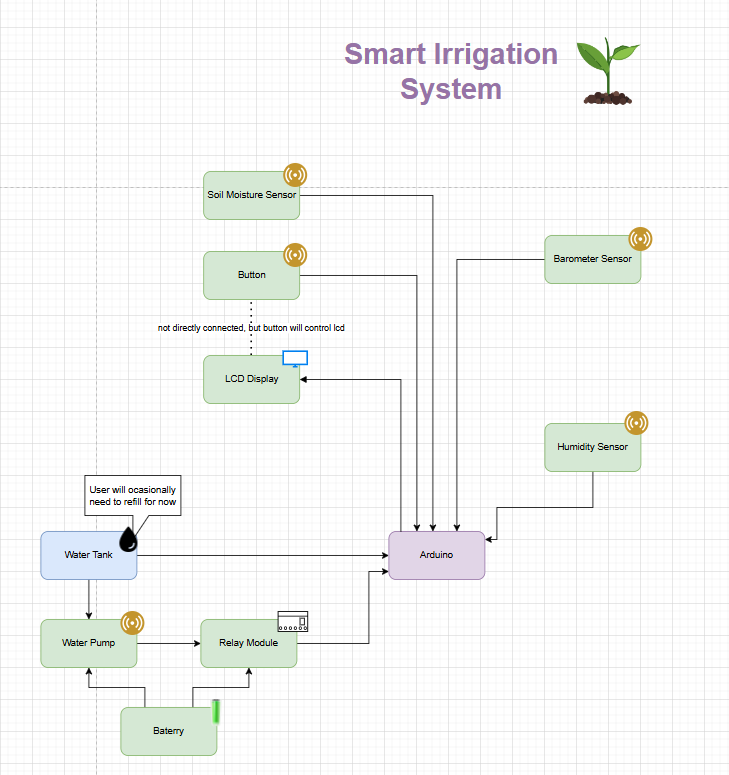 Smart Irrigation
System
Soil Moisture Sensor
Button
Barometer Sensor
not directly connected, but button will control lcd
LCD Display
Humidity Sensor
User will ocasionally
need to refill for now
Water Tank
Arduino
Water Pump
Relay Module
Baterry